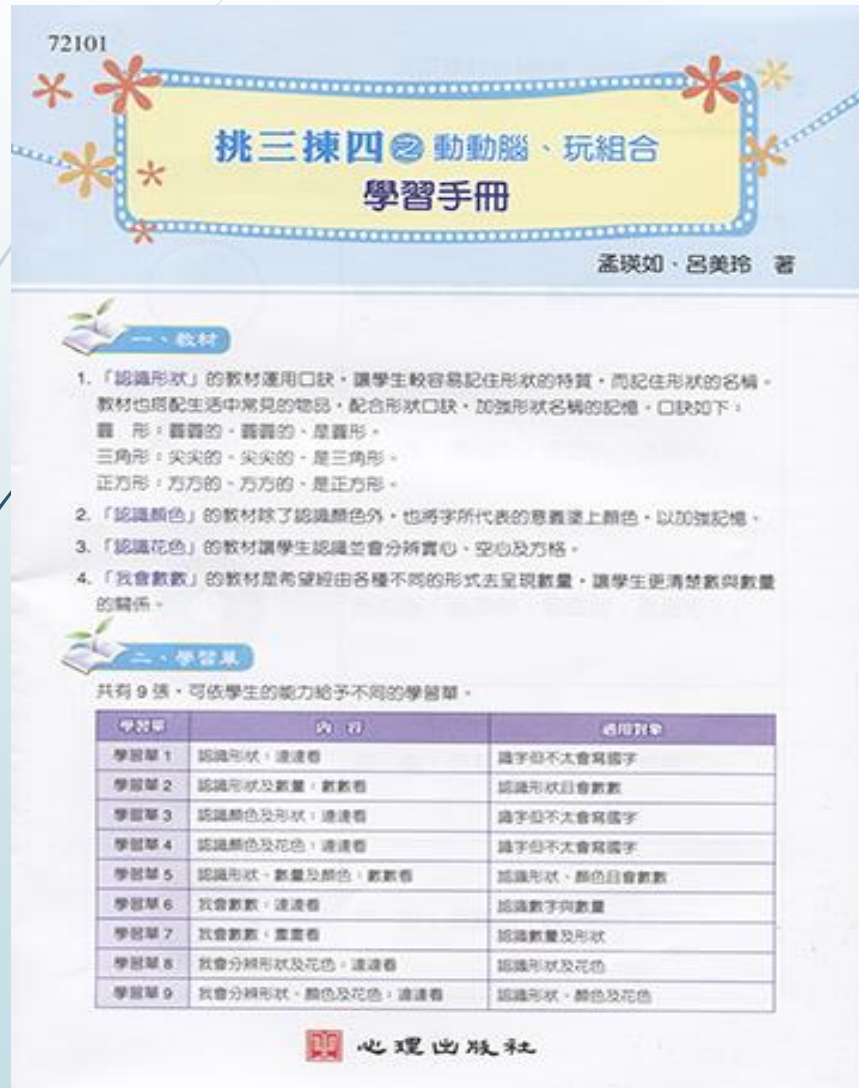 72101
挑三揀四之動動腦、玩組合
學習手冊
孟瑛如、呂美玲 著
一、教材
1.「認識形狀」的教材運用口訣，讓學生較容易記住形狀的特質，而記住形狀的名稱。
教材也搭配生活中常見的物品，配合形狀口訣，加強形狀名稱的記憶。口訣如下：
圓 形：圓圓的、圓圓的、是圓形。
三角形：尖尖的、尖尖的、是三角形。
正方形：方方的、方方的、是正方形。
2.「認識顏色」的教材除了認識顏色外，也將字所代表的意義塗上顏色，以加強記憶。
3.「認識花色」的教材讓學生認識並會分辨實心、空心及方格。
4.「我會數數」的教材是希望經由各種不同的形式去呈現數量，讓學生更清楚數與數量
的關係。
二、學習單
共有 9 張，可依學生的能力給予不同的學習單。
學習單 內 容 適用對象
學習單 1 認識形狀：連連看 識字但不太會寫國字
學習單 2 認識形狀及數量：數數看 認識形狀且會數數
學習單 3 認識顏色及形狀：連連看 識字但不太會寫國字
學習單 4 認識顏色及花色：連連看 識字但不太會寫國字
學習單 5 認識形狀、數量及顏色：數數看 認識形狀、顏色且會數數
學習單 6 我會數數：連連看 認識數字與數量
學習單 7 我會數數：畫畫看 認識數量及形狀
學習單 8 我會分辨形狀及花色：連連看 認識形狀及花色
學習單 9 我會分辨形狀、顏色及花色：連連看 認識形狀、顏色及花色
心理出版社